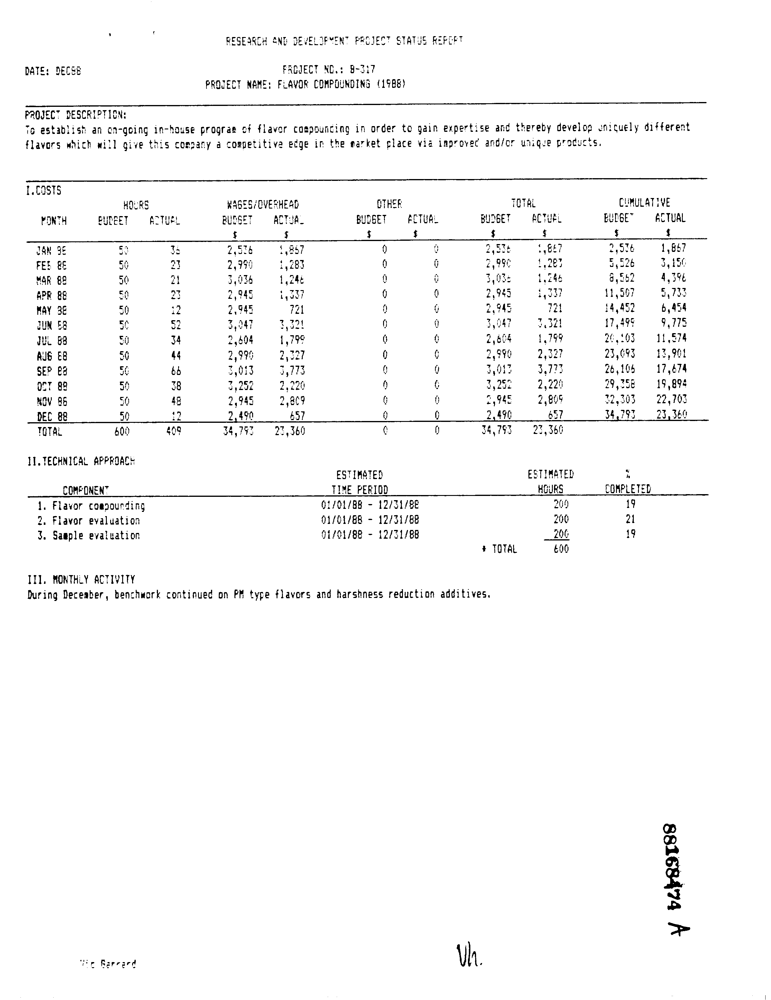 RESEARCH AND DEVELOPMENT PROJECT STATUS REPORT
DATE: DEC88 PROJECT NO.: B-317
PROJECT NAME: FLAVOR COMPOUNDING (1988)
PROJECT DESCRIPTION:
To establish an on-going in-house program of flavor compounding in order to gain expertise and thereby develop uniquely different
flavors which will give this company a competitive edge in the market place via improved and/or unique products.
I.COSTS
HOURS WAGES/OVERHEAD OTHER TOTAL CUMULATIVE
MONTH BUDGET ACTUAL BUDGET ACTUAL BUDGET ACTUAL BUDGET ACTUAL BUDGET ACTUAL
$ $ $ $ $ $ $ $
JAN 88 50 36 2,536 1,867 0 0 2,536 1,867 2,536 1,867
FEB 88 50 23 2,990 1,283 0 0 2,990 1,283 5,526 3,150
MAR 88 50 21 3,036 1,246 0 0 3,036 1,246 8,562 4,396
APR 88 50 23 2,945 1,337 0 0 2,945 1,337 11,507 5,733
MAY 88 50 12 2,945 721 0 0 2,945 721 14,452 6,454
JUN 88 50 52 3,047 3,321 0 0 3,047 3,321 17,499 9,775
JUL 88 50 34 2,604 1,799 0 0 2,604 1,799 20,103 11,574
AUG 88 50 44 2,990 2,327 0 0 2,990 2,327 23,093 13,901
SEP 88 50 66 3,013 3,773 0 0 3,013 3,773 26,106 17,674
OCT 88 50 38 3,252 2,220 0 0 3,252 2,220 29,358 19,894
NOV 88 50 48 2,945 2,809 0 0 2,945 2,809 32,303 22,703
DEC 88 50 12 2,490 657 0 0 2,490 657 34,793 23,360
TOTAL 600 409 34,793 23,360 0 0 34,793 23,360
II.TECHNICAL APPROACH
ESTIMATED ESTIMATED %
COMPONENT TIME PERIOD HOURS COMPLETED
1. Flavor compounding 01/01/88 - 12/31/88 200 19
2. Flavor evaluation 01/01/88 - 12/31/88 200 21
3. Sample evaluation 01/01/88 - 12/31/88 200 19
* TOTAL 600
III. MONTHLY ACTIVITY
During December, benchwork continued on PM type flavors and harshness reduction additives.
88168474 A